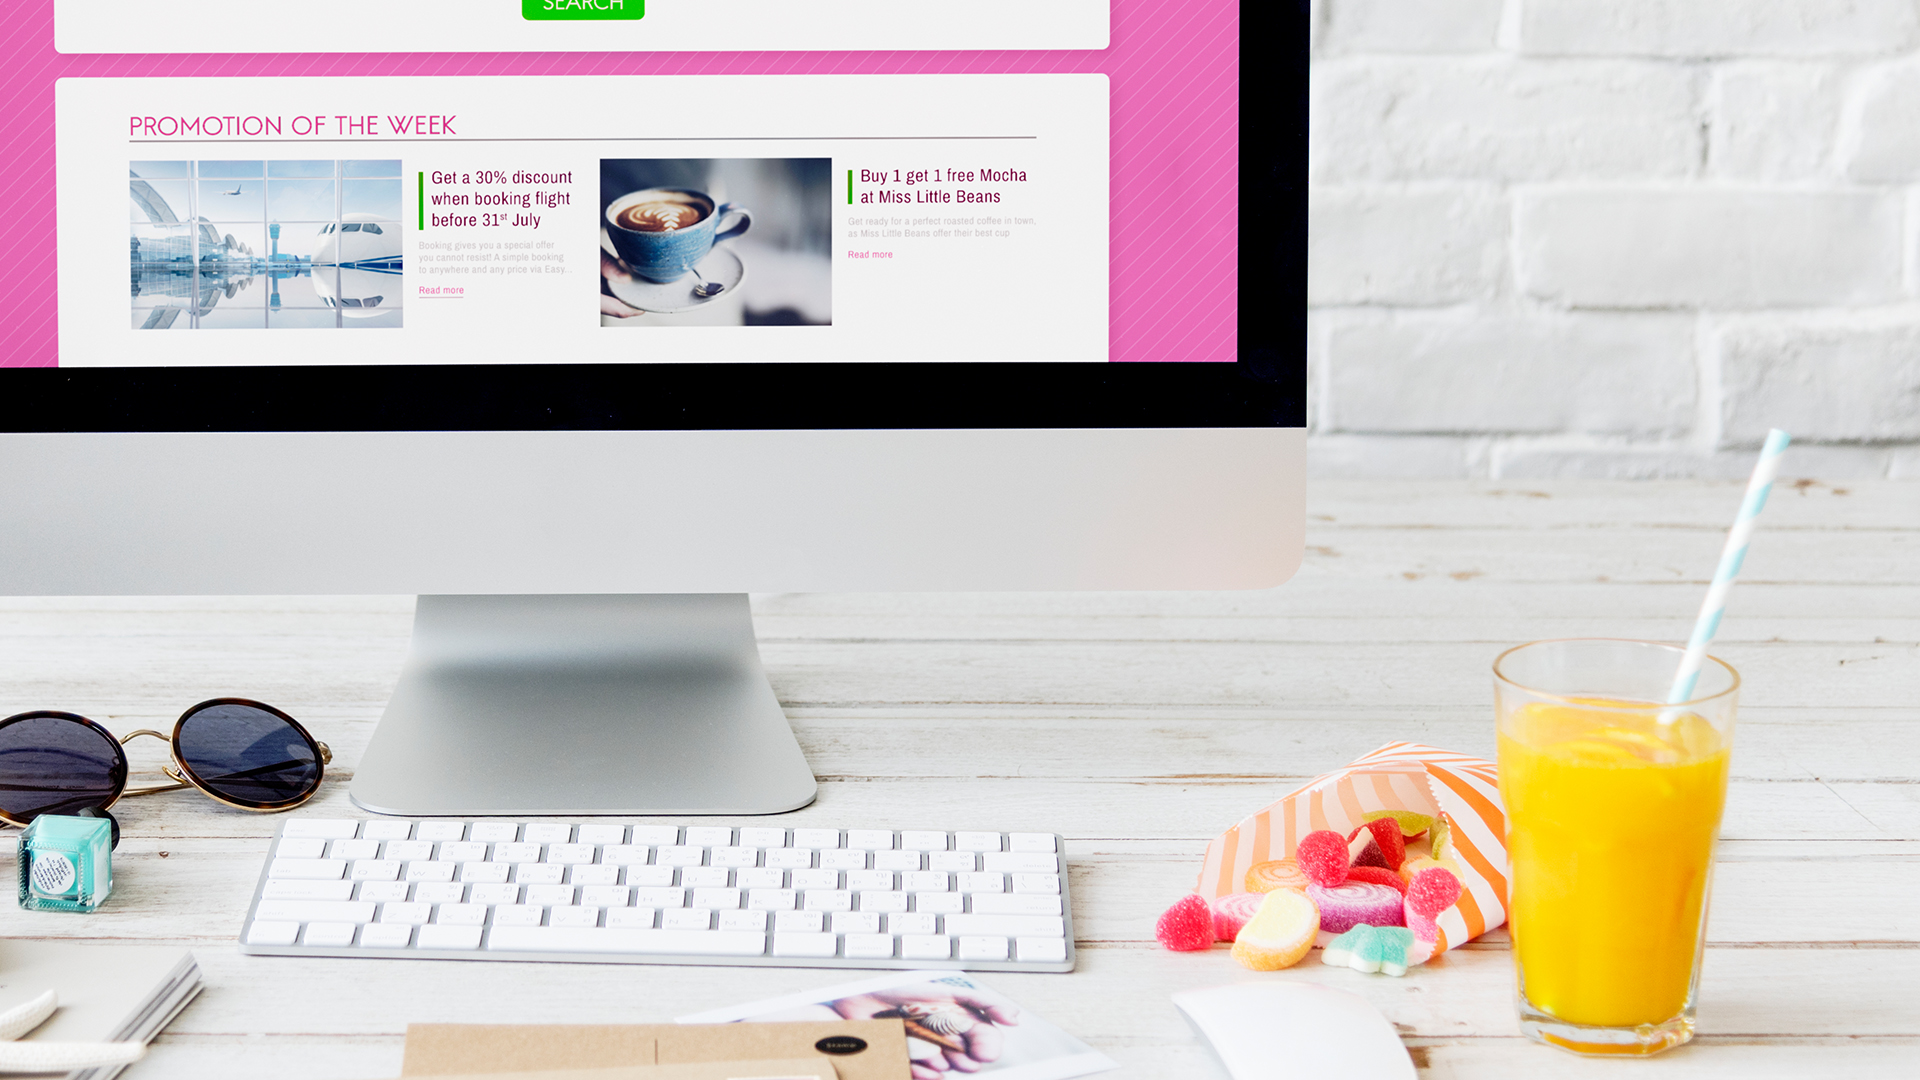 SEARCH
PROMOTION OF THE WEEK
Get a 30% discount
when booking flight
before 31st July
Booking gives you a special offer
you cannot resist! A simple booking
to anywhere and any price via Easy...
Read more
Buy 1 get 1 free Mocha
at Miss Little Beans
Get ready for a perfect roasted coffee in town,
as Miss Little Beans offer their best cup
Read more